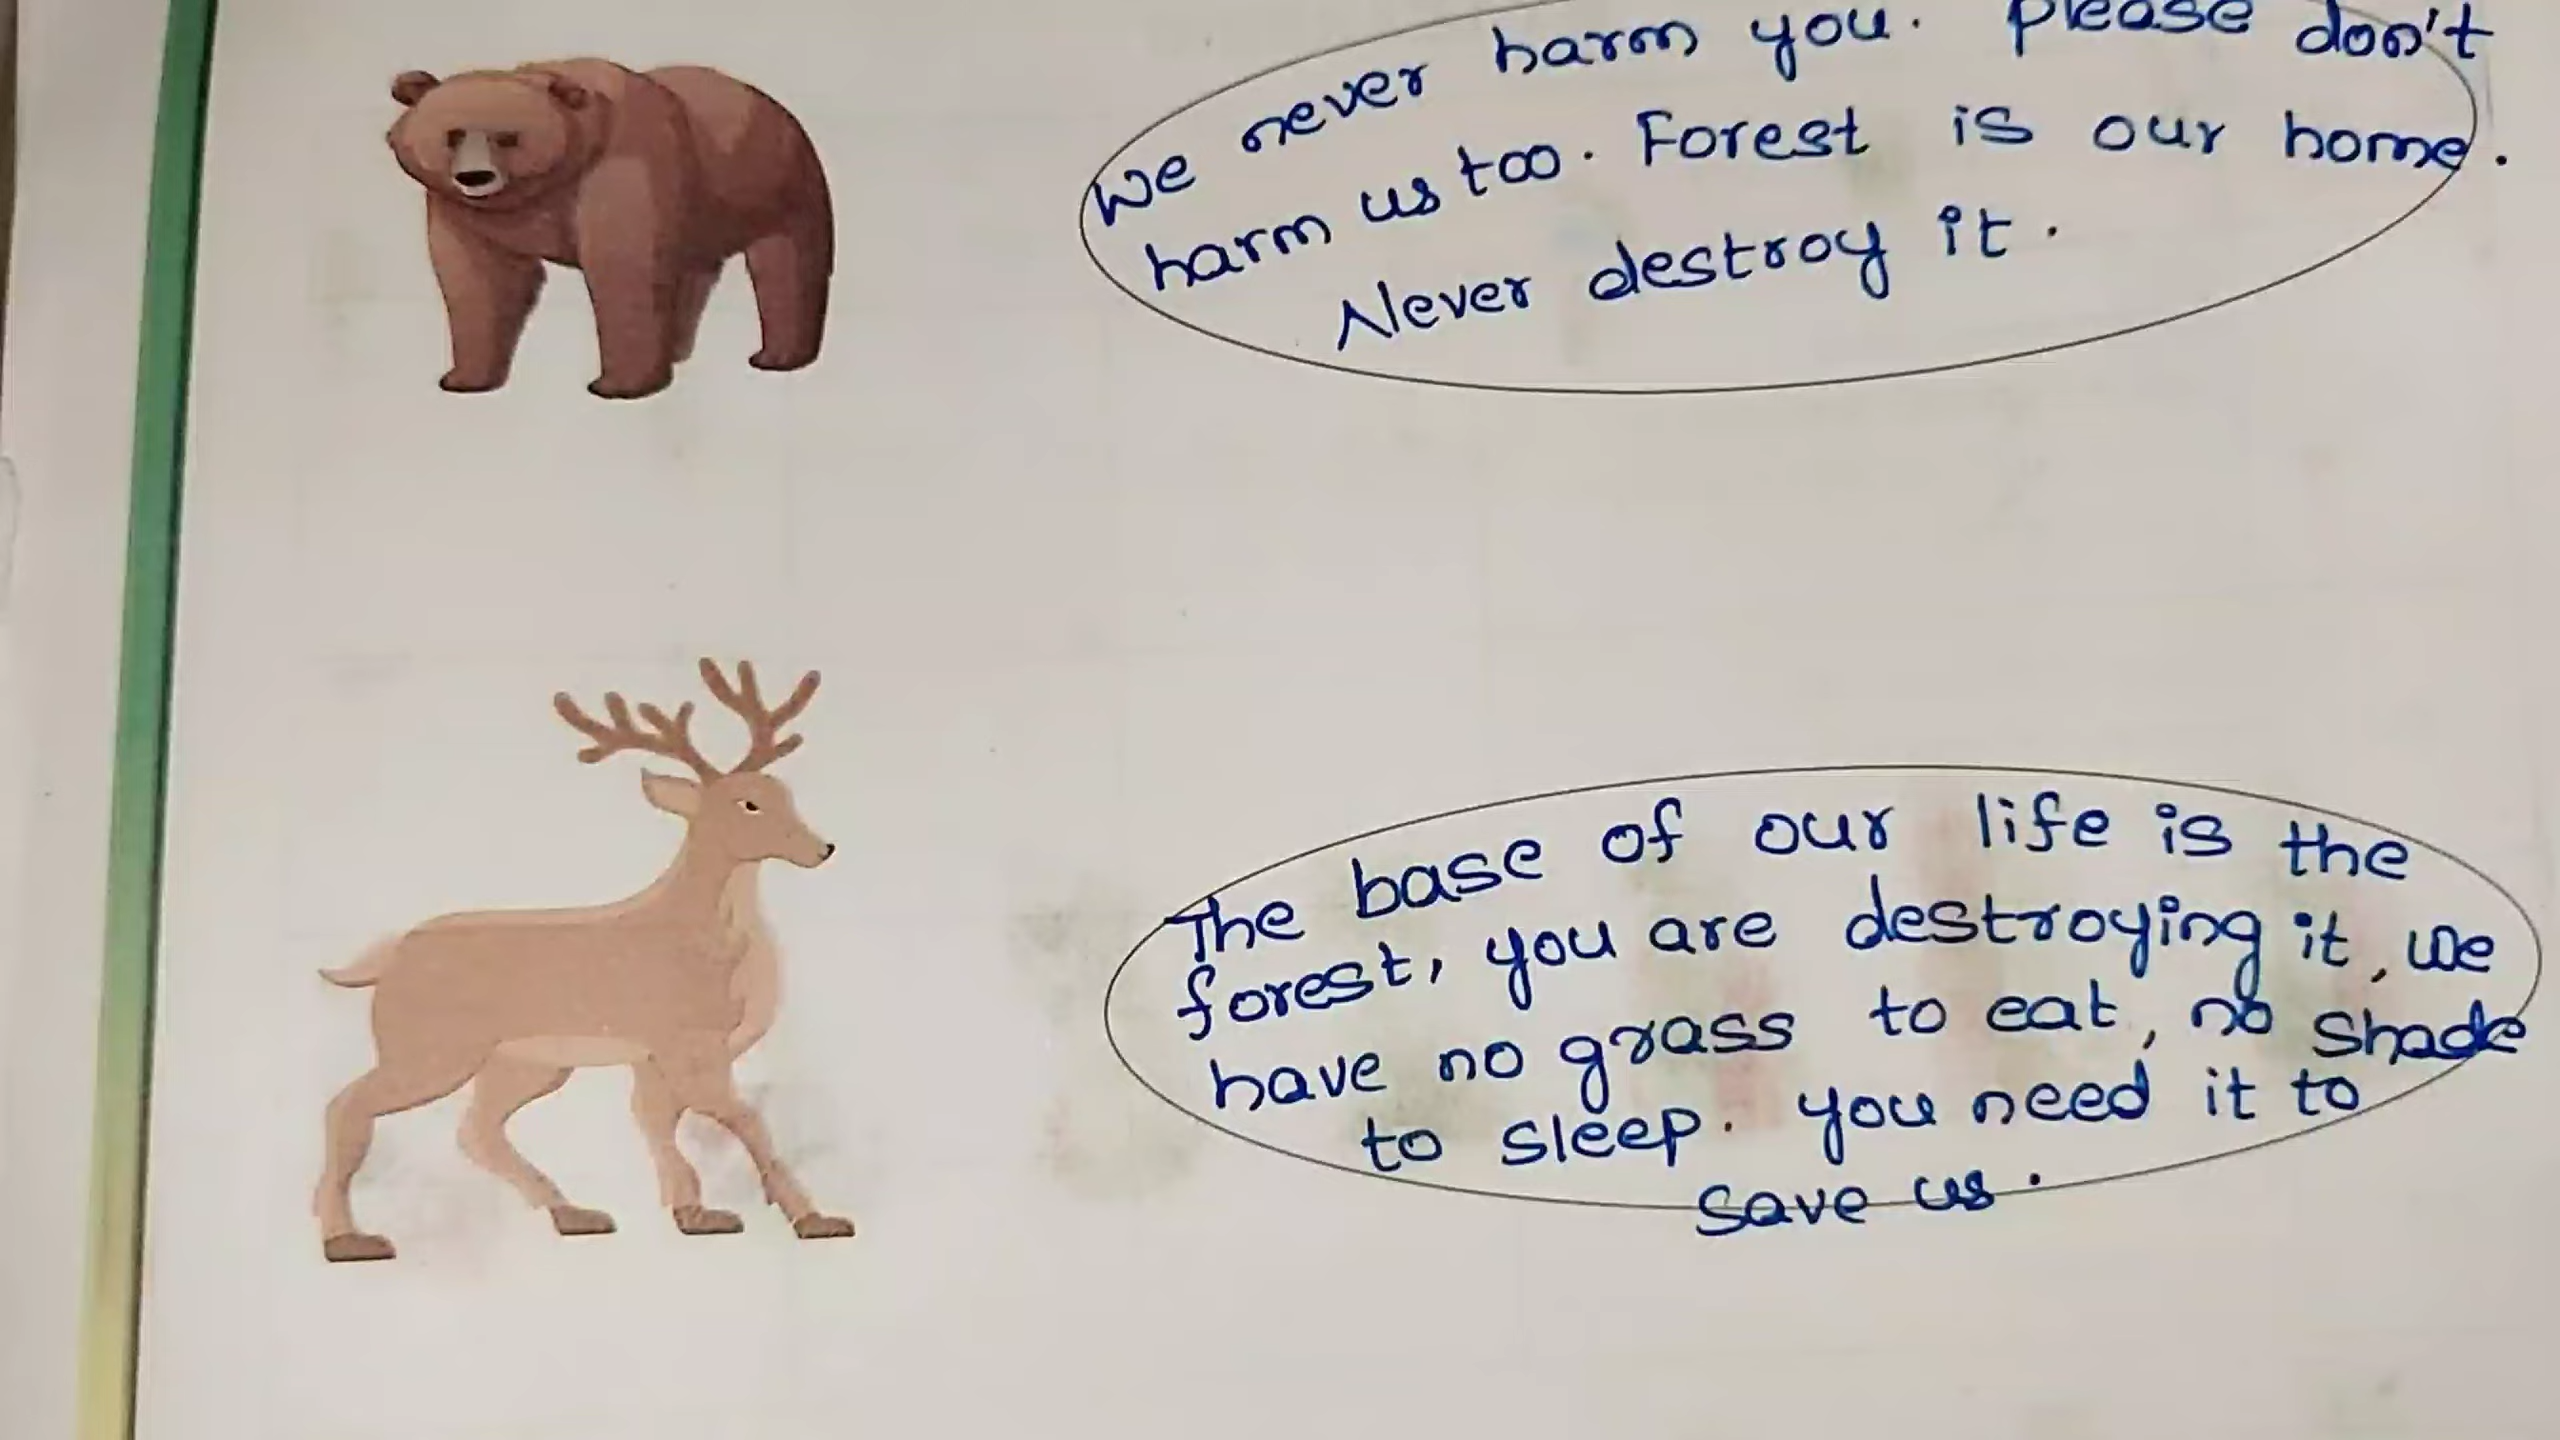 We never harm you. Please don't
harm us too. Forest is our home.
Never destroy it.
The base of our life is the
forest, you are destroying it, we
have no grass to eat, no shade
to sleep. you need it to
save us.